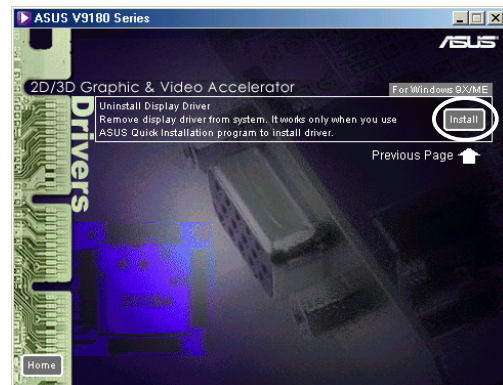 ASUS V9180 Series
ASUS
2D/3D Graphic & Video Accelerator
For Windows 9X/ME
Drivers
Uninstall Display Driver
Remove display driver from system. It works only when you use
ASUS Quick Installation program to install driver.
Install
Previous Page
Home